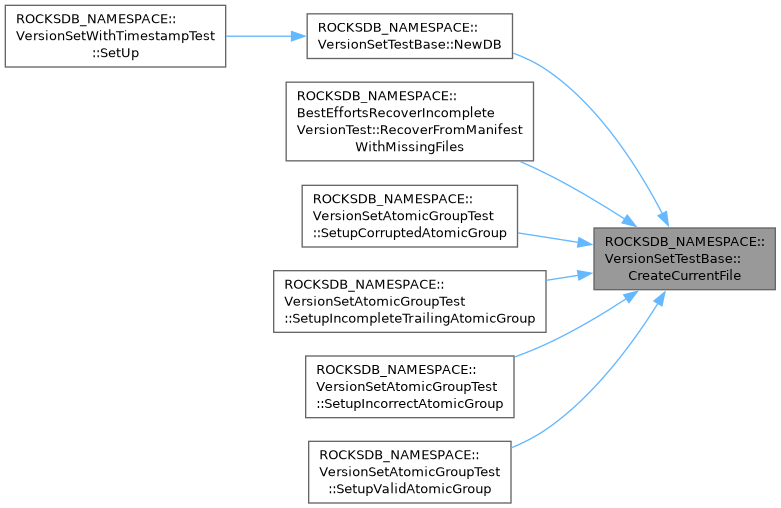 ROCKSDB_NAMESPACE::
VersionSetWithTimestampTest
::SetUp
ROCKSDB_NAMESPACE::
VersionSetTestBase::NewDB
ROCKSDB_NAMESPACE::
BestEffortsRecoverIncomplete
VersionTest::RecoverFromManifest
WithMissingFiles
ROCKSDB_NAMESPACE::
VersionSetAtomicGroupTest
::SetupCorruptedAtomicGroup
ROCKSDB_NAMESPACE::
VersionSetTestBase::
CreateCurrentFile
ROCKSDB_NAMESPACE::
VersionSetAtomicGroupTest
::SetupIncompleteTrailingAtomicGroup
ROCKSDB_NAMESPACE::
VersionSetAtomicGroupTest
::SetupIncorrectAtomicGroup
ROCKSDB_NAMESPACE::
VersionSetAtomicGroupTest
::SetupValidAtomicGroup